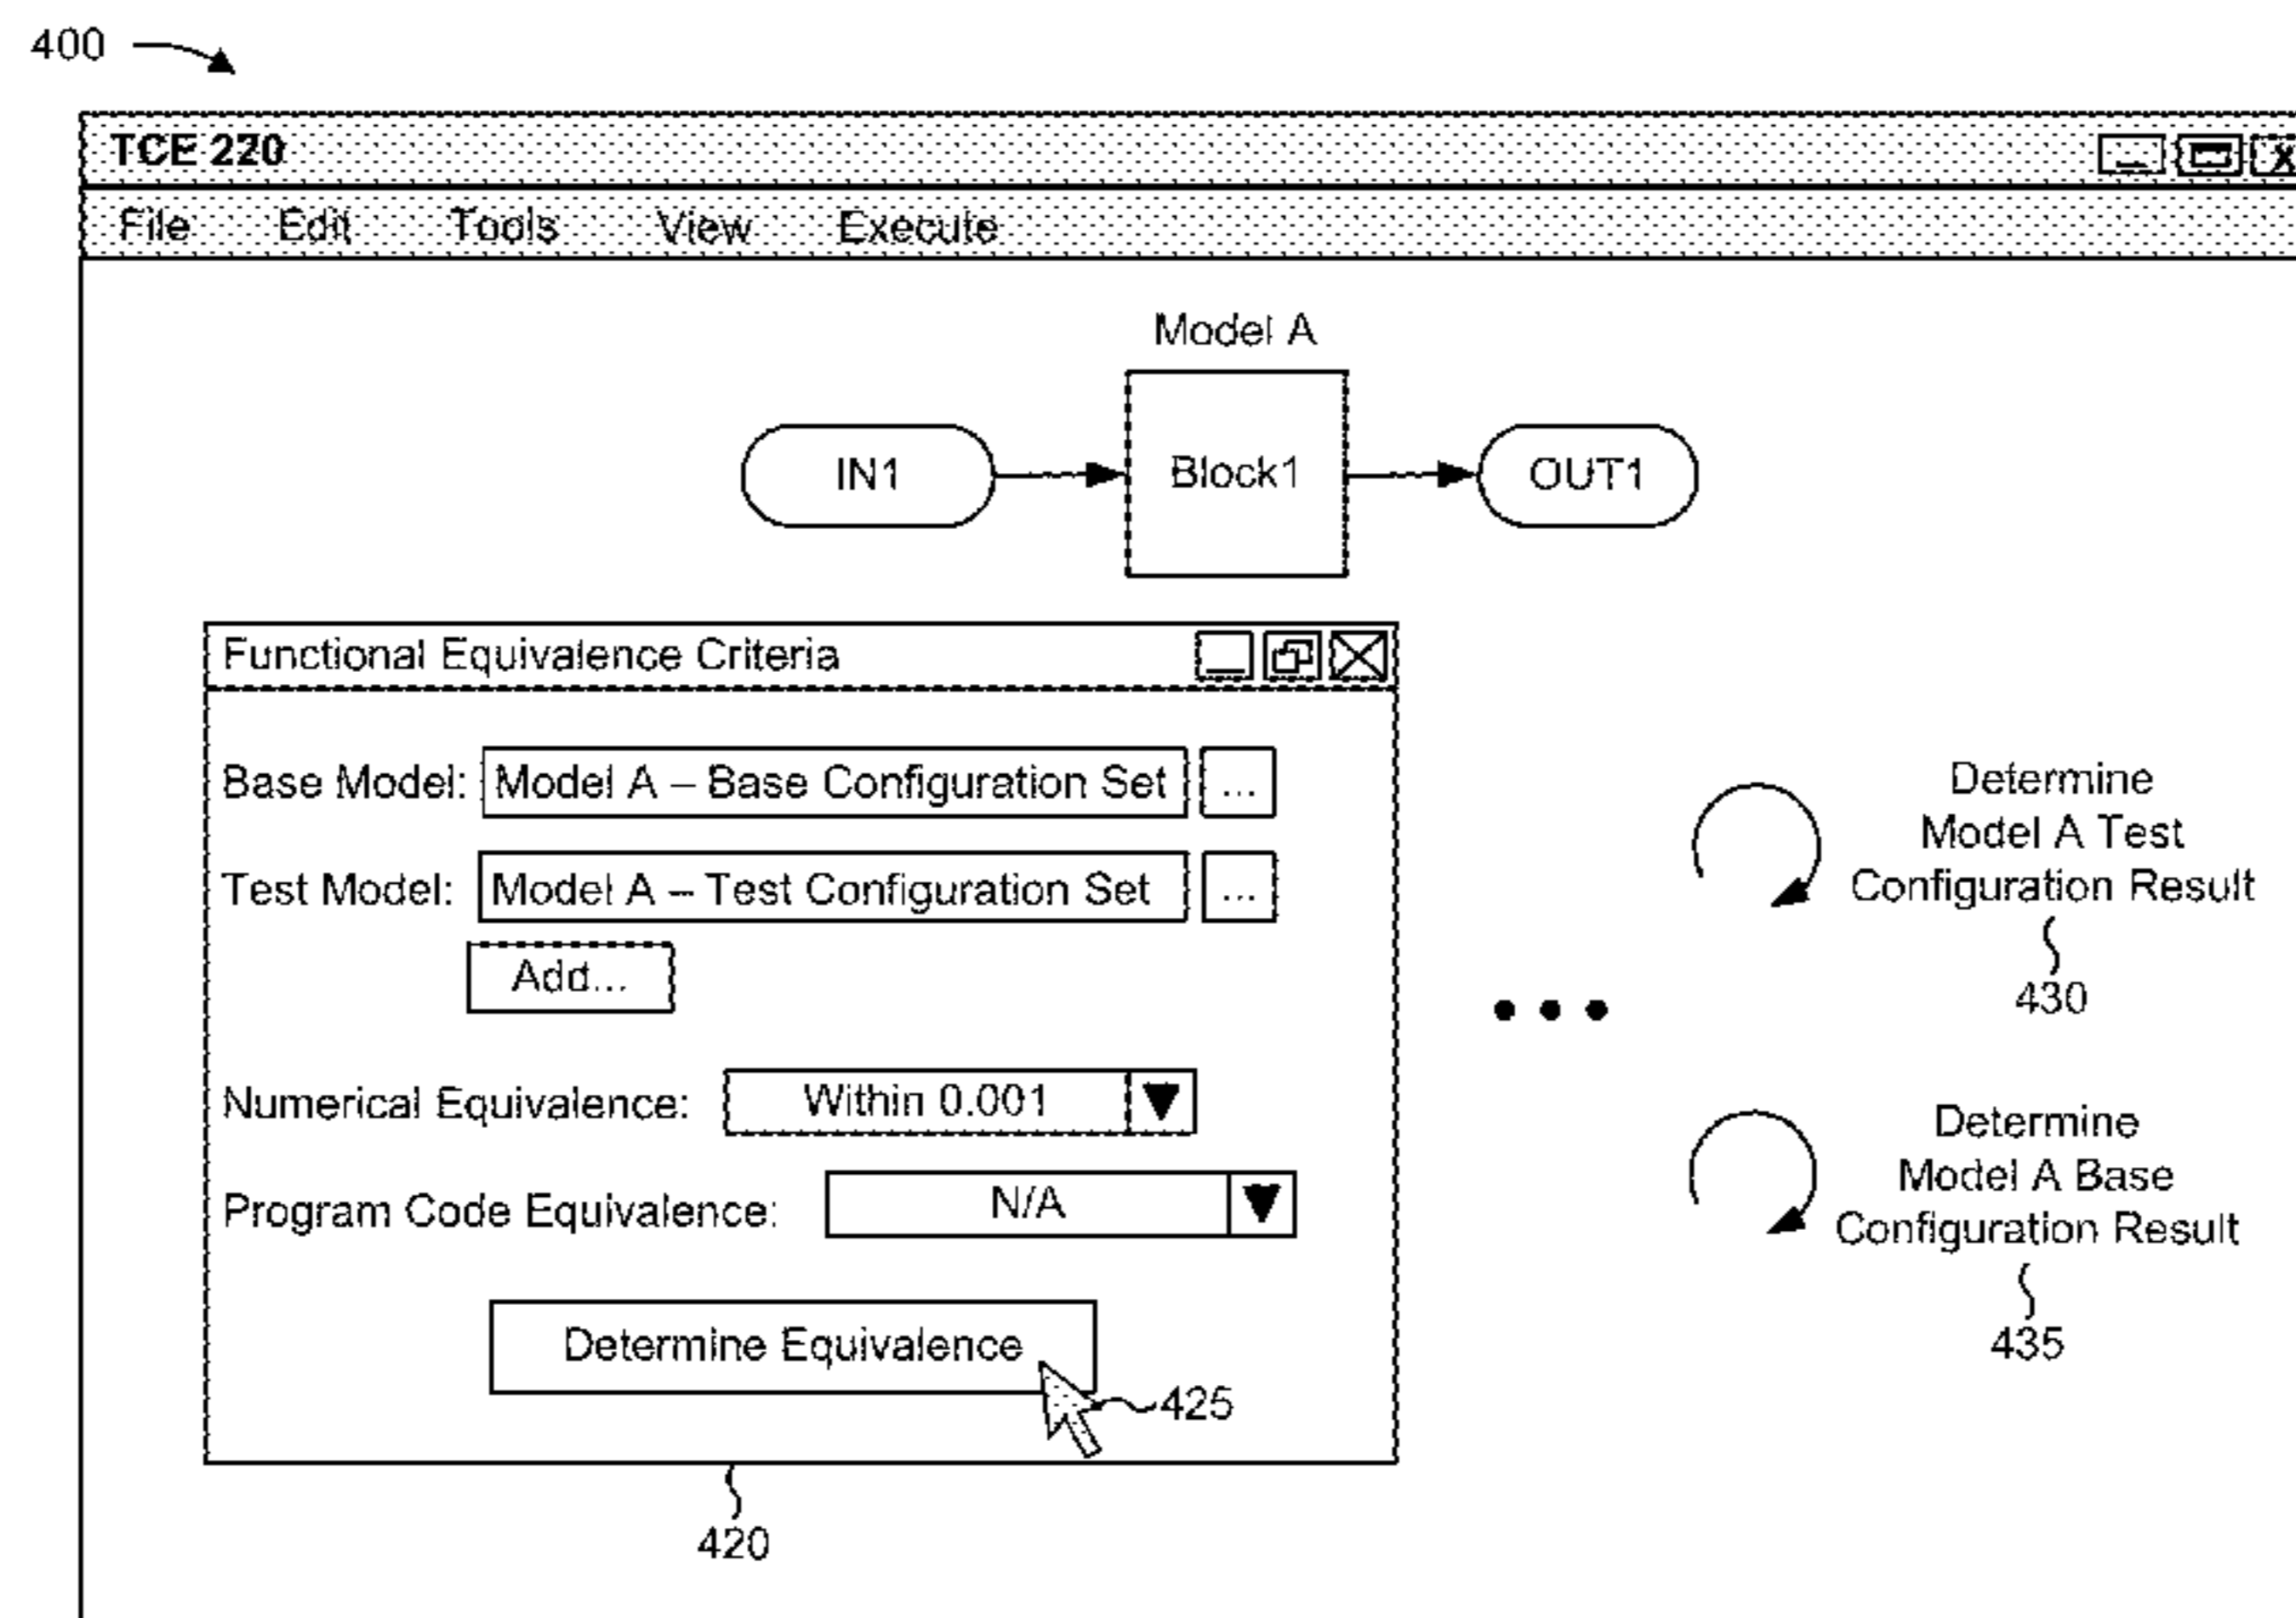 400
TCE 220
File Edit Tools View Execute
Model A
IN1 Block1 OUT1
Functional Equivalence Criteria
Base Model: Model A – Base Configuration Set ...
Test Model: Model A – Test Configuration Set ...
Add...
Numerical Equivalence: Within 0.001
Program Code Equivalence: N/A
Determine Equivalence
425
420
Determine
Model A Test
Configuration Result
430
Determine
Model A Base
Configuration Result
435